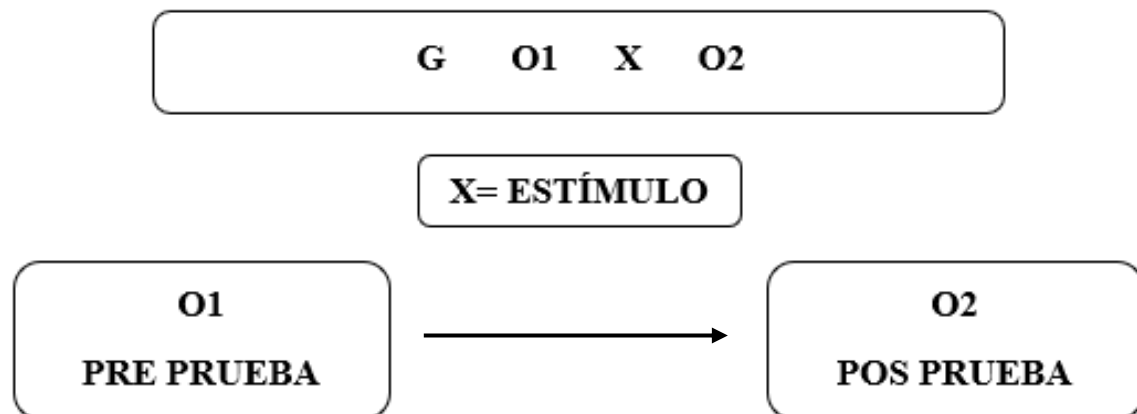 G O1 X O2
X= ESTÍMULO
O1
PRE PRUEBA
O2
POS PRUEBA